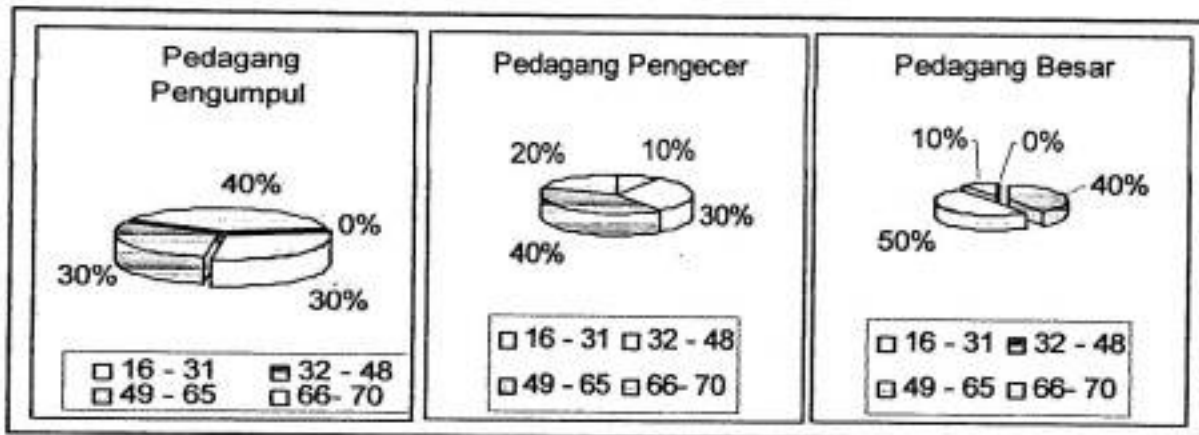 Pedagang
Pengumpul
40%
0%
30%
30%
16 - 31 32 - 48
49 - 65 66- 70
Pedagang Pengecer
20% 10%
30%
40%
16 - 31 32 - 48
49 - 65 66- 70
Pedagang Besar
10% 0%
40%
50%
16 - 31 32 - 48
49 - 65 66- 70